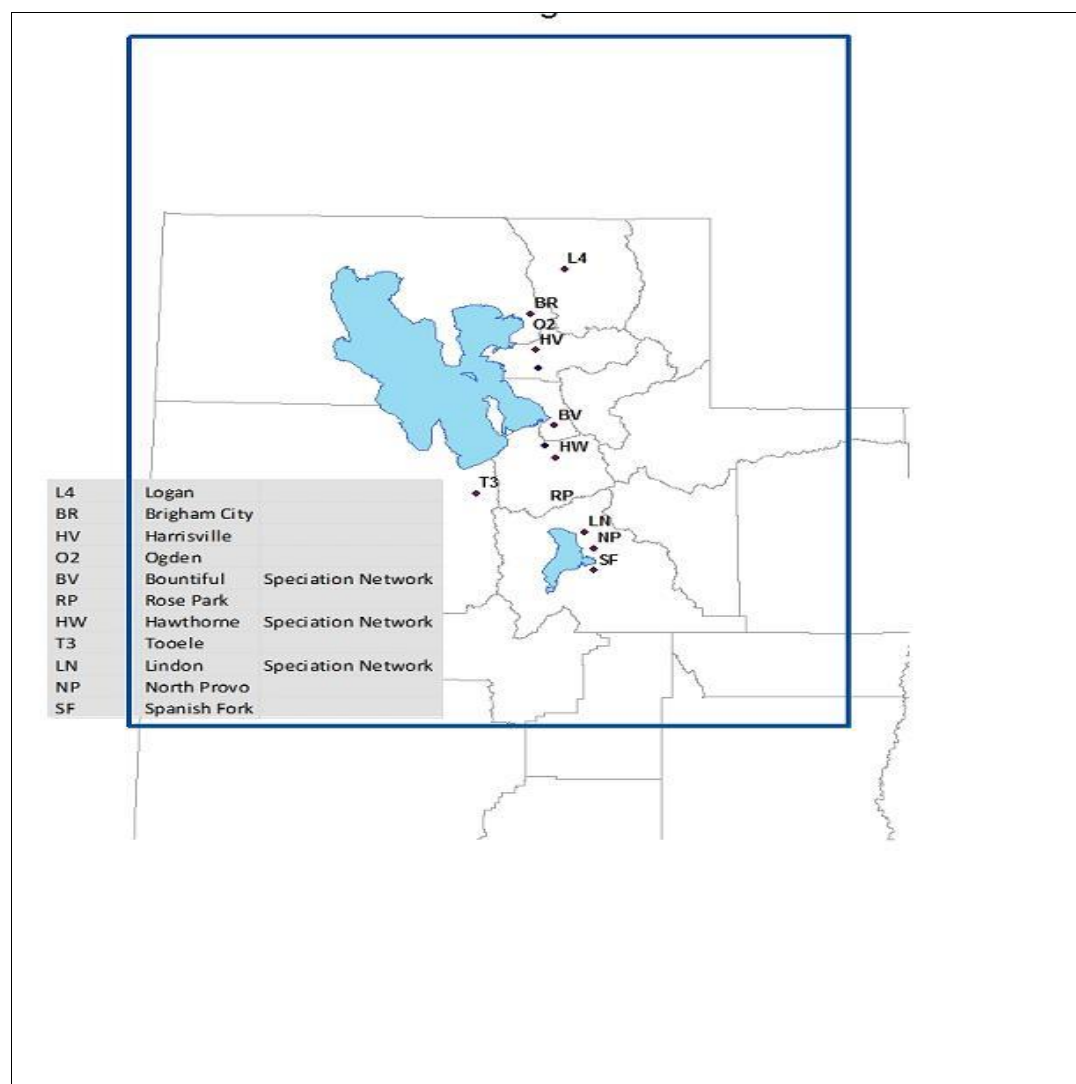 L4
BR
O2
HV
BV
HW
T3
RP
LN
NP
SF
L4 Logan
BR Brigham City
HV Harrisville
O2 Ogden
BV Bountiful Speciation Network
RP Rose Park
HW Hawthorne Speciation Network
T3 Tooele
LN Lindon Speciation Network
NP North Provo
SF Spanish Fork